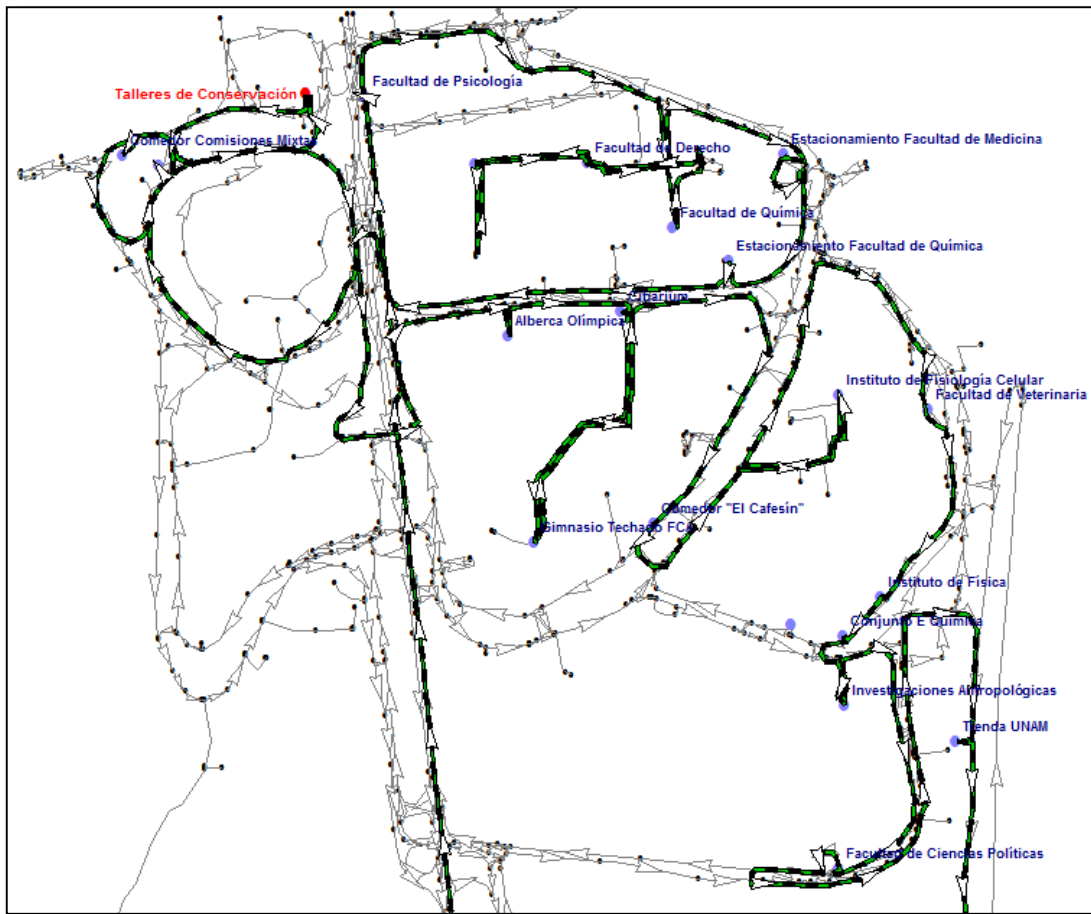 Facultad de Psicología
Talleres de Conservación
Comedor Comisiones Mixtas
Facultad de Derecho
Estacionamiento Facultad de Medicina
Facultad de Química
Estacionamiento Facultad de Química
Cibarium
Alberca Olímpica
Instituto de Fisiología Celular
Facultad de Veterinaria
Comedor "El Cafesín"
Gimnasio Techado FCA
Instituto de Física
Conjunto E Química
Investigaciones Antropológicas
Tienda UNAM
Facultad de Ciencias Políticas